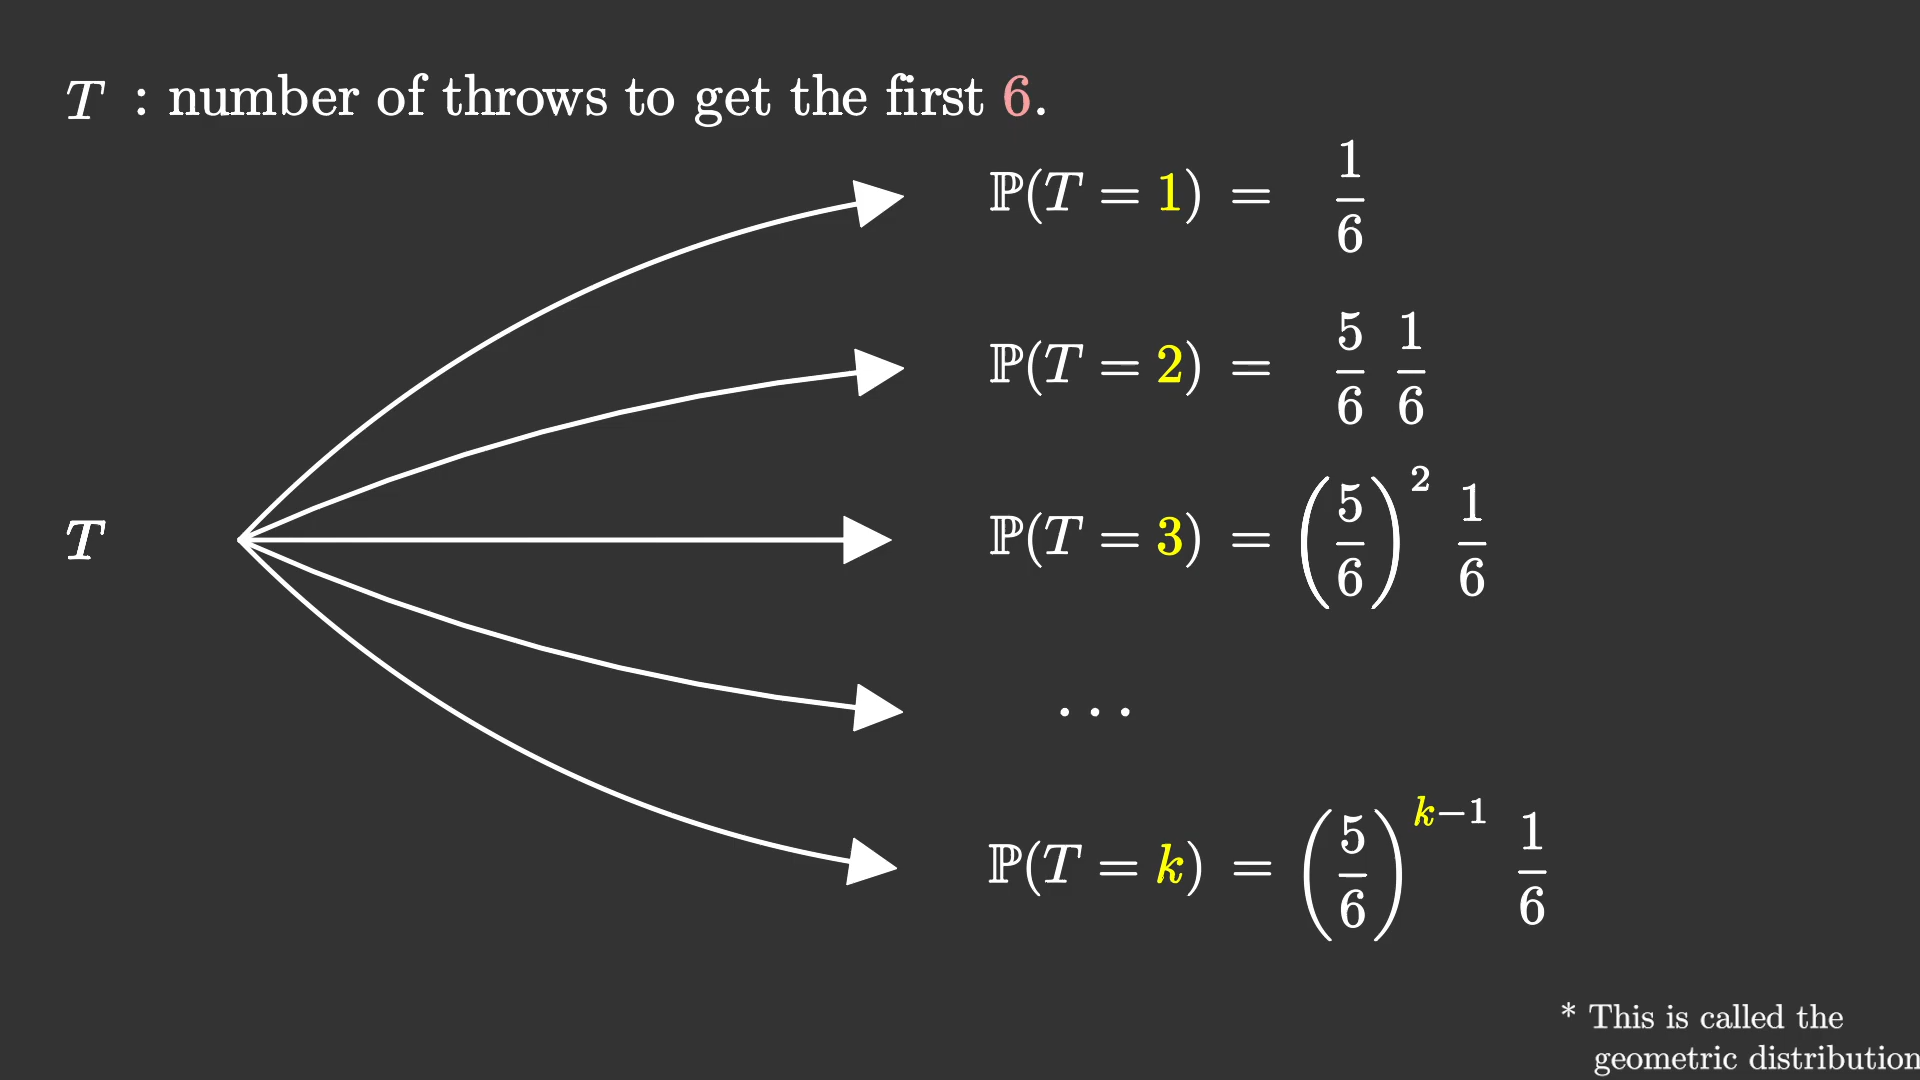 T : number of throws to get the first 6.
ℙ(T = 1) = 1/6
ℙ(T = 2) = 5/6 1/6
T
ℙ(T = 3) = (5/6)² 1/6
...
ℙ(T = k) = (5/6)ᵏ⁻¹ 1/6
* This is called the
geometric distribution